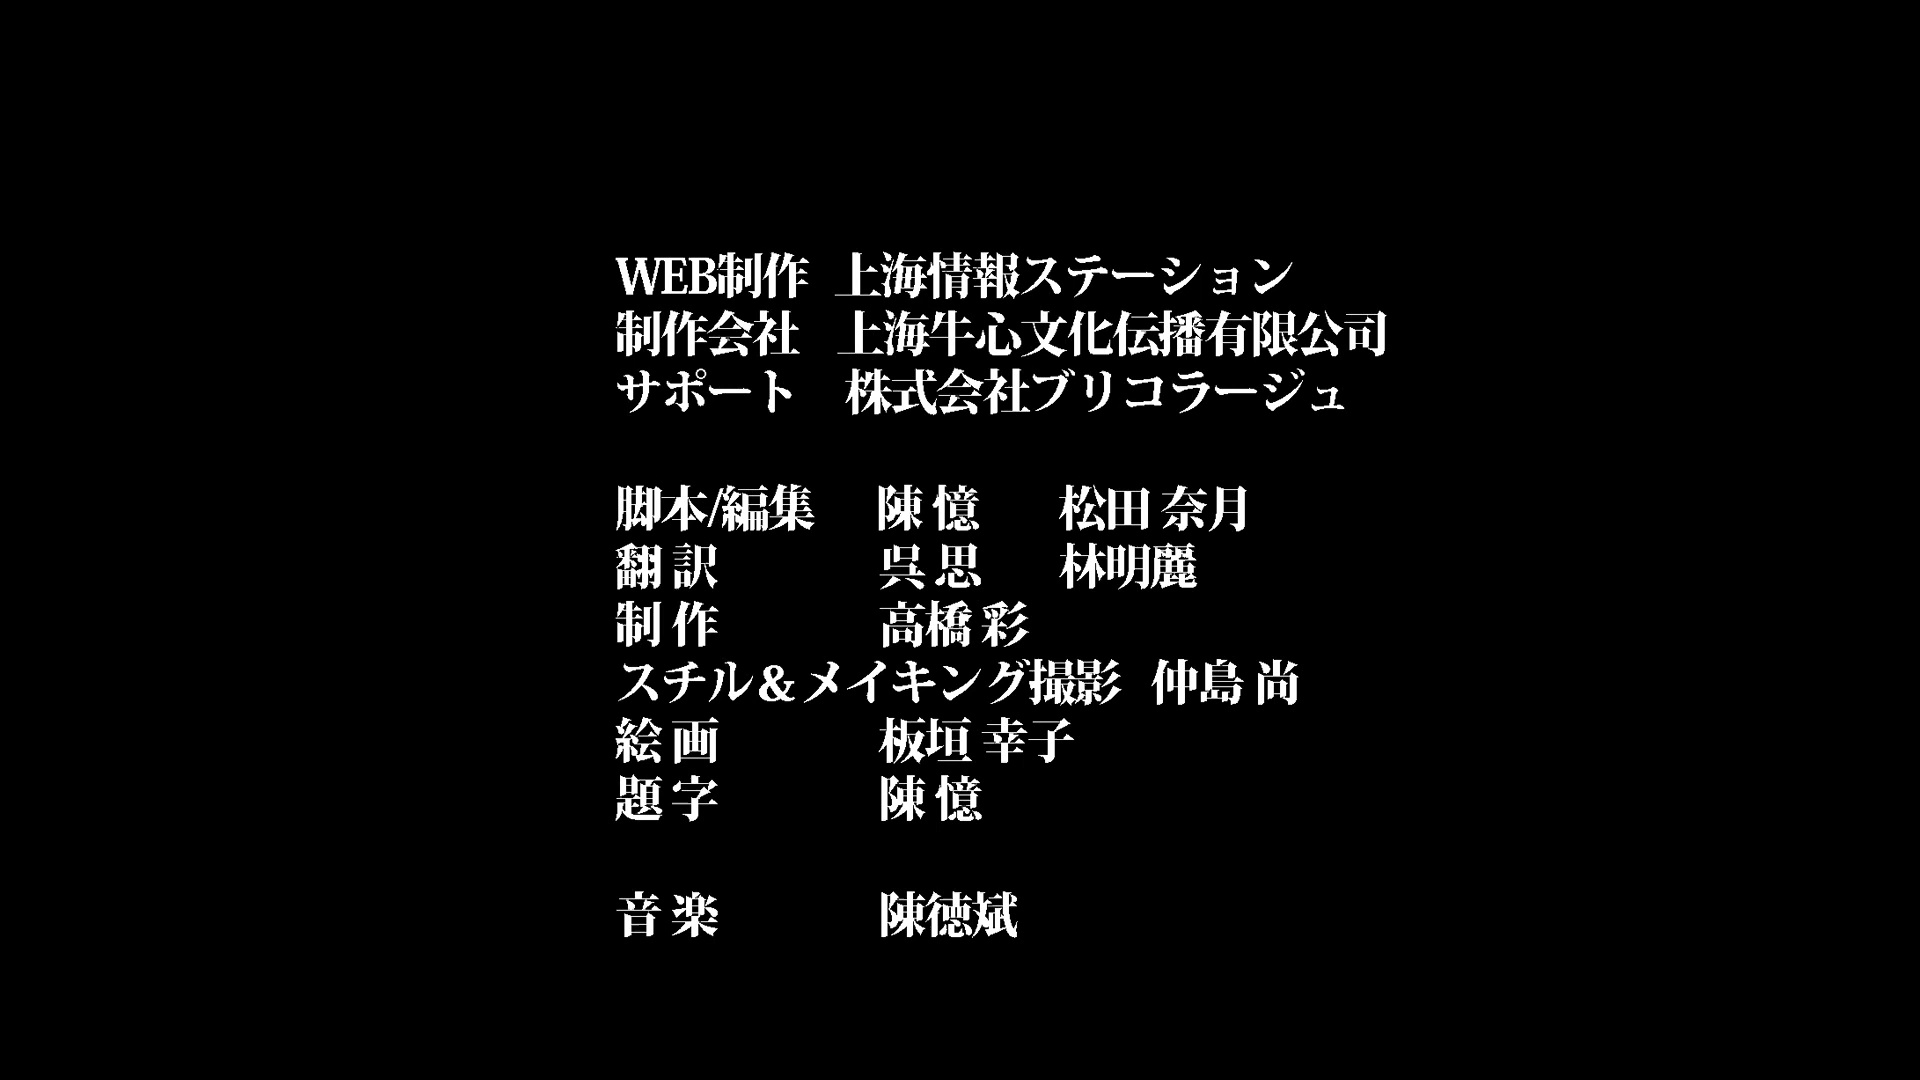 WEB制作 上海情報ステーション
制作会社 上海牛心文化伝播有限公司
サポート 株式会社ブリコラージュ
脚本/編集 陳 憶 松田 奈月
翻 訳 呉 思 林明麗
制 作 高橋 彩
スチル＆メイキング撮影 仲島 尚
絵 画 板垣 幸子
題 字 陳 憶
音 楽 陳徳斌